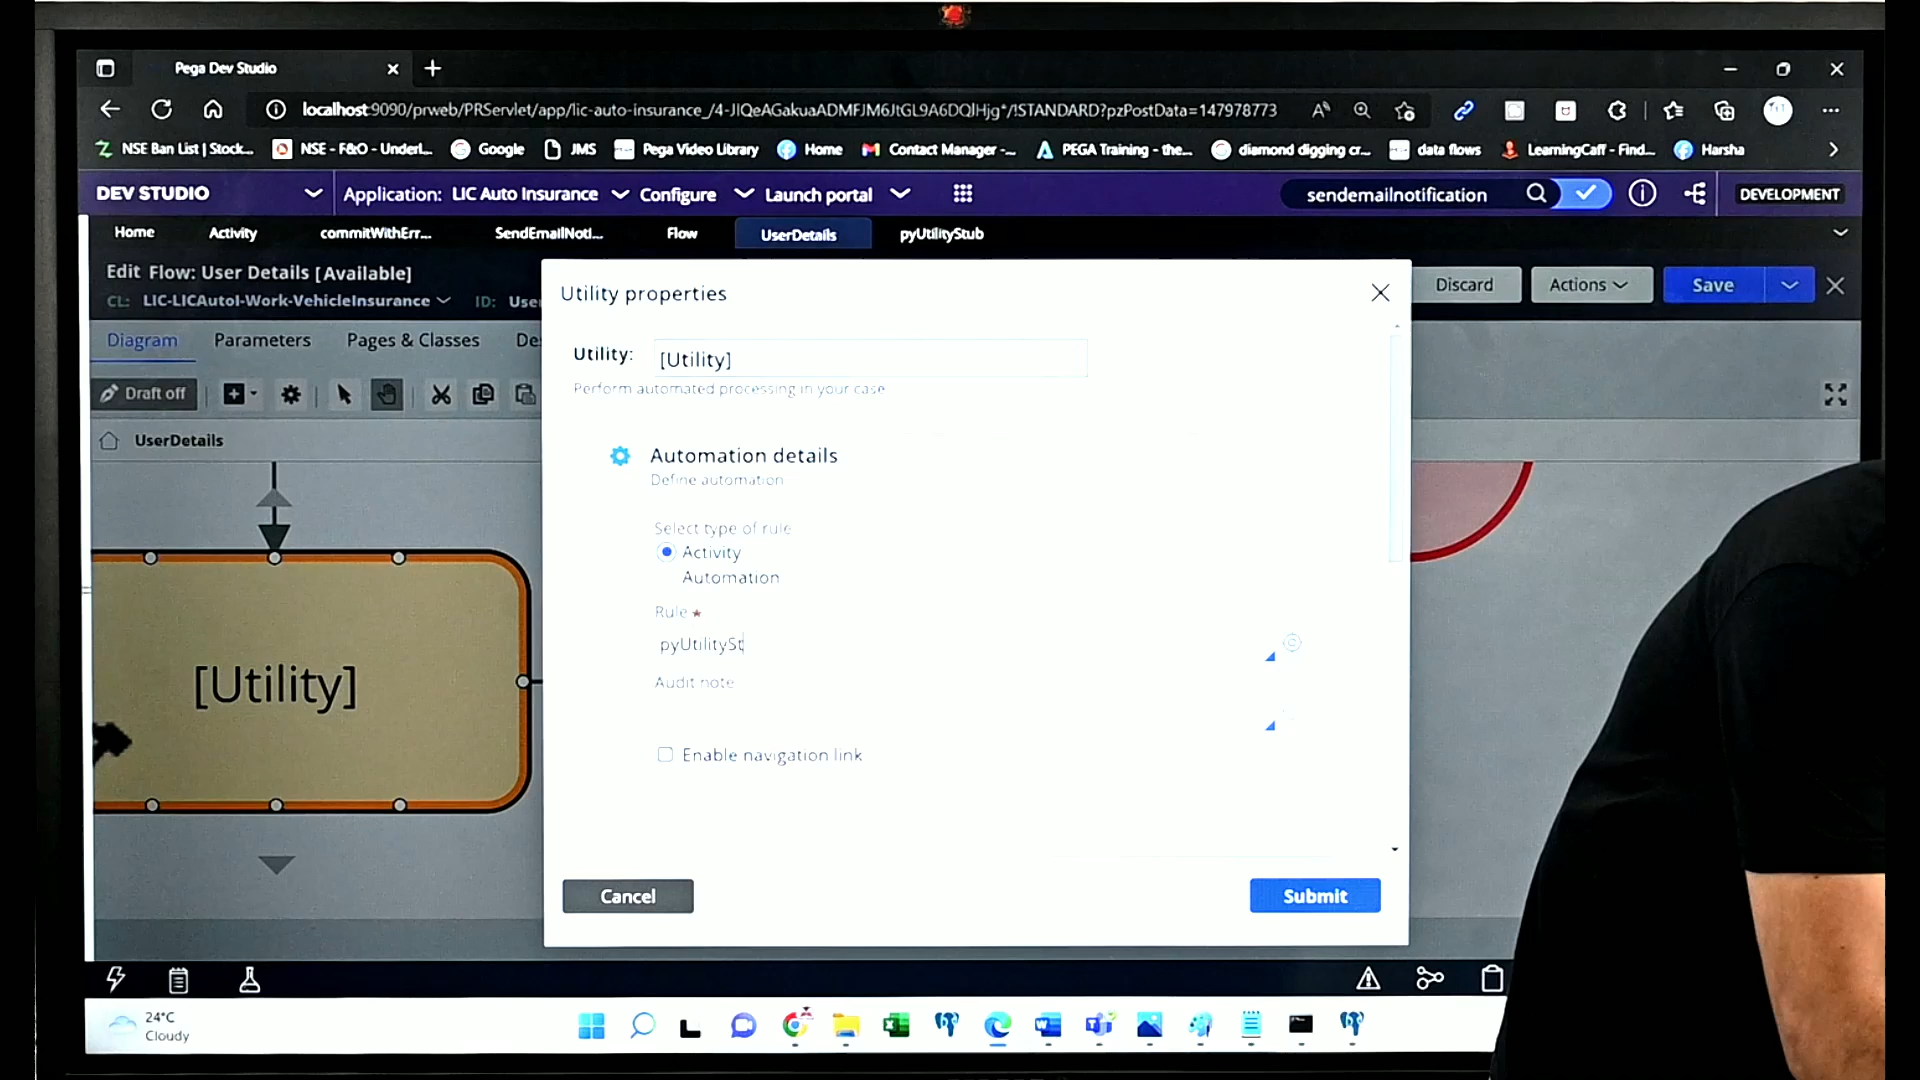 Pega Dev Studio
localhost:9090/prweb/PRServlet/app/lic-auto-insurance_/4-JIQeAGakuaADMFJM6JtGL9A6DQlHjg*/!STANDARD?pzPostData=147978773
NSE Ban List | Stock... NSE - F&O - Underl... Google JMS Pega Video Library Home Contact Manager -... PEGA Training - the... diamond digging cr... data flows LearningCaff - Find... Harsha
DEV STUDIO Application: LIC Auto Insurance Configure Launch portal sendemailnotification DEVELOPMENT
Home Activity commitWithErr... SendEmailNoti... Flow UserDetails pyUtilityStub
Edit Flow: User Details [Available]
CL: LIC-LICAutoI-Work-VehicleInsurance ID: Use
Discard Actions Save
Diagram Parameters Pages & Classes De
Draft off
UserDetails
[Utility]
Utility properties
Utility: [Utility]
Perform automated processing in your case
Automation details
Define automation
Select type of rule
Activity
Automation
Rule *
pyUtilitySt
Audit note
Enable navigation link
Cancel Submit
24°C
Cloudy